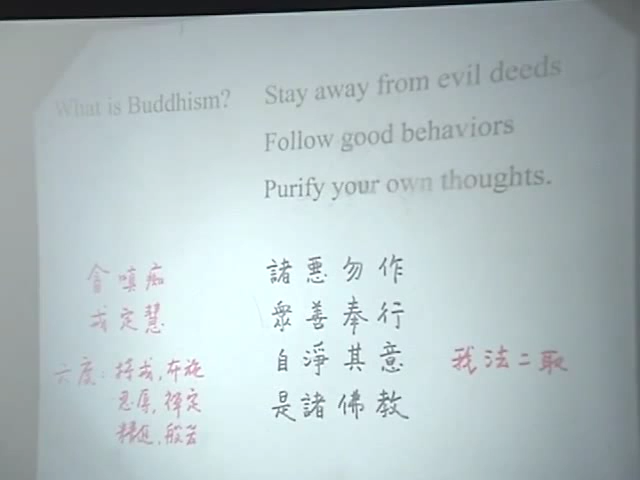 What is Buddhism?
Stay away from evil deeds
Follow good behaviors
Purify your own thoughts.
諸惡勿作
衆善奉行
自淨其意
是諸佛教
貪嗔痴
戒定慧
六度：持戒，布施
忍辱，禪定
精進，般若
我法二取